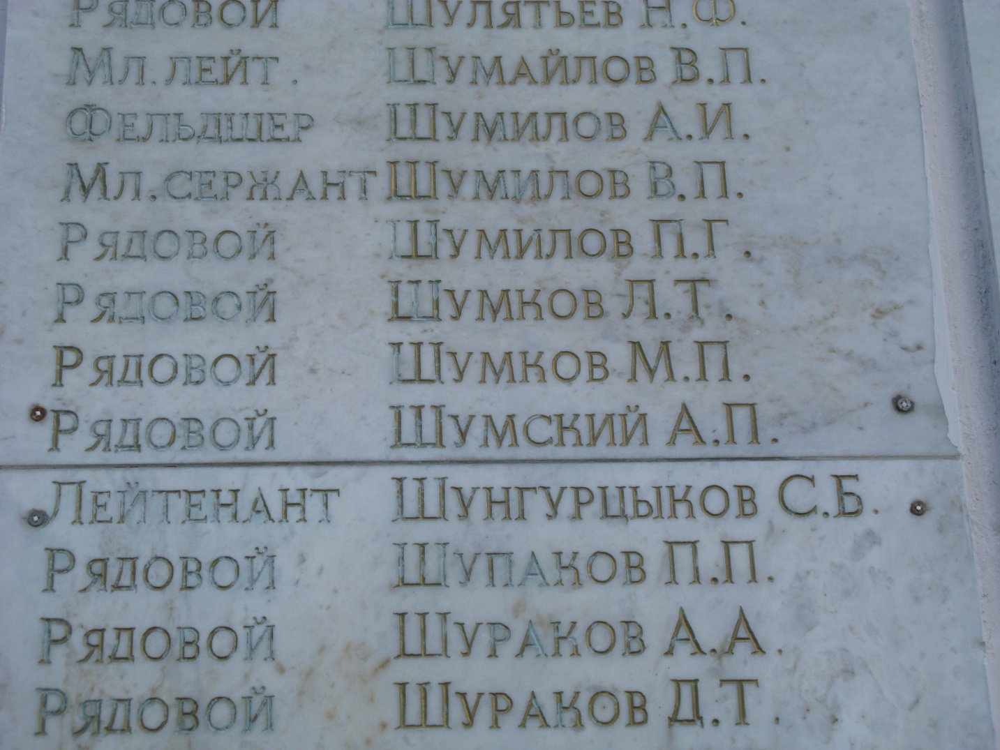 Рядовой Шулятьев Н.Ф.
Мл. лейт. Шумайлов В.П.
Фельдшер Шумилов А.И.
Мл. сержант Шумилов В.П.
Рядовой Шумилов П.Г.
Рядовой Шумков Л.Т.
Рядовой Шумков М.П.
Рядовой Шумский А.П.
Лейтенант Шунгурцыков С.Б.
Рядовой Шупаков П.П.
Рядовой Шураков А.А.
Рядовой Шураков Д.Т.